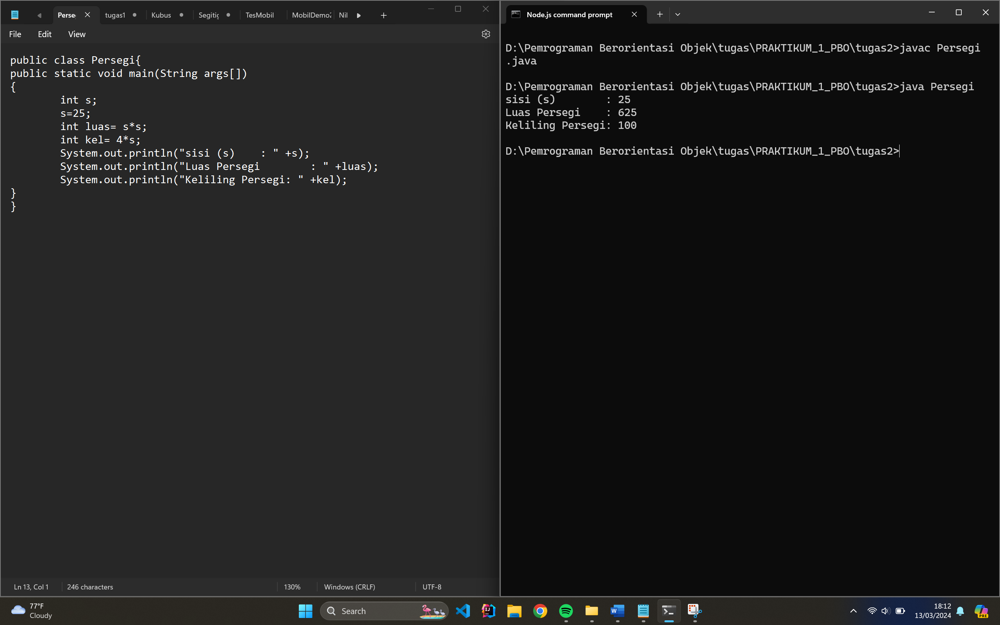 Perse
tugas1
Kubus
Segitig
TesMobil
MobilDemo2
Nil
File
Edit
View
public class Persegi{
public static void main(String args[])
{
        int s;
        s=25;
        int luas= s*s;
        int kel= 4*s;
        System.out.println("sisi (s)    : " +s);
        System.out.println("Luas Persegi        : " +luas);
        System.out.println("Keliling Persegi: " +kel);
}
}
Ln 13, Col 1
246 characters
130%
Windows (CRLF)
UTF-8
Node.js command prompt
D:\Pemrograman Berorientasi Objek\tugas\PRAKTIKUM_1_PBO\tugas2>javac Persegi
.java
D:\Pemrograman Berorientasi Objek\tugas\PRAKTIKUM_1_PBO\tugas2>java Persegi
sisi (s)        : 25
Luas Persegi    : 625
Keliling Persegi: 100
D:\Pemrograman Berorientasi Objek\tugas\PRAKTIKUM_1_PBO\tugas2>
77°F
Cloudy
Search
IJ
W
18:12
13/03/2024
PRE